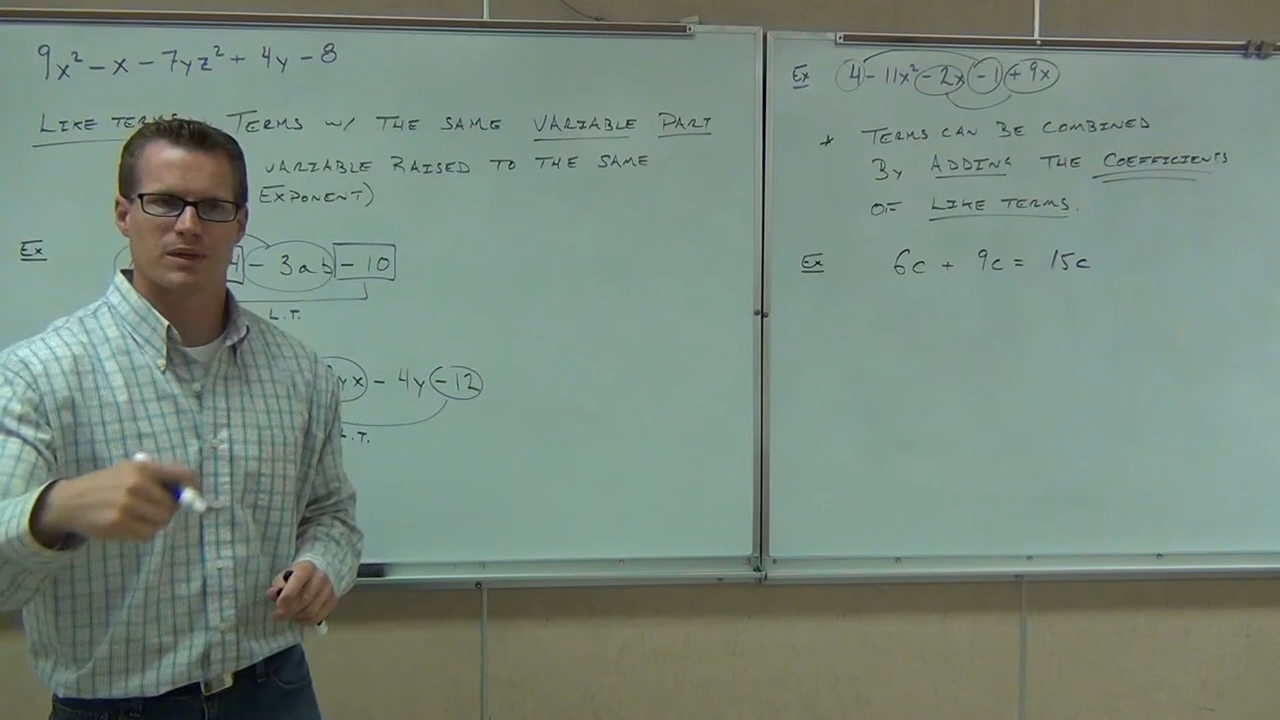 9x² - x - 7yz² + 4y - 8
LIKE TERMS - TERMS W/ THE SAME VARIABLE PART
VARIABLE RAISED TO THE SAME
EXPONENT)
Ex
- 3ab - 10
L.T.
yx - 4y - 12
L.T.
Ex 4 - 11x² - 2x - 1 + 9x
* TERMS CAN BE COMBINED
BY ADDING THE COEFFICIENTS
OF LIKE TERMS.
Ex 6c + 9c = 15c